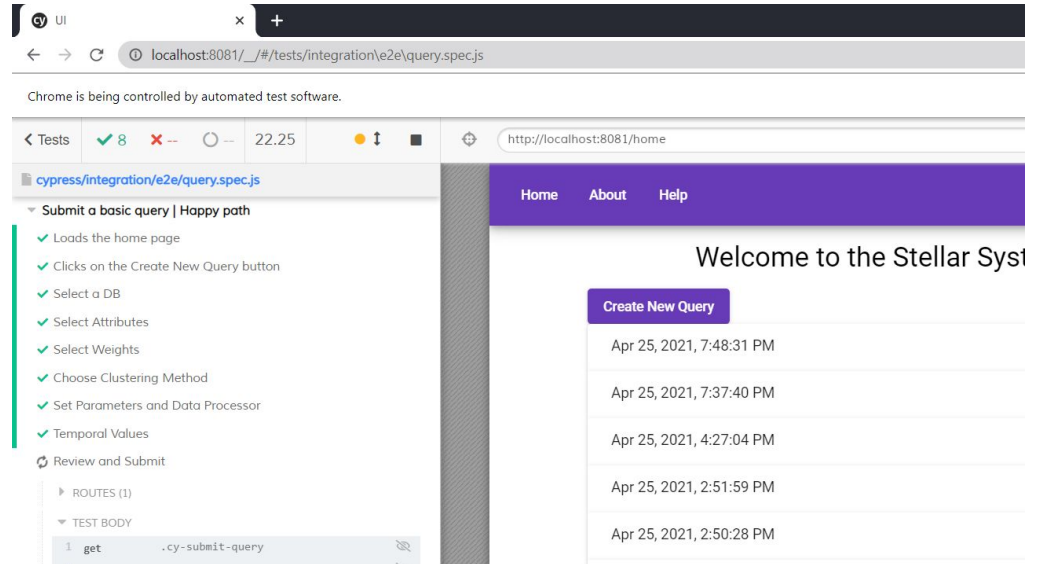 UI
localhost:8081/__/#/tests/integration\e2e\query.spec.js
Chrome is being controlled by automated test software.
Tests 8 -- -- 22.25
http://localhost:8081/home
cypress/integration/e2e/query.spec.js
Submit a basic query | Happy path
Loads the home page
Clicks on the Create New Query button
Select a DB
Select Attributes
Select Weights
Choose Clustering Method
Set Parameters and Data Processor
Temporal Values
Review and Submit
ROUTES (1)
TEST BODY
1 get .cy-submit-query
Home About Help
Welcome to the Stellar Syst
Create New Query
Apr 25, 2021, 7:48:31 PM
Apr 25, 2021, 7:37:40 PM
Apr 25, 2021, 4:27:04 PM
Apr 25, 2021, 2:51:59 PM
Apr 25, 2021, 2:50:28 PM